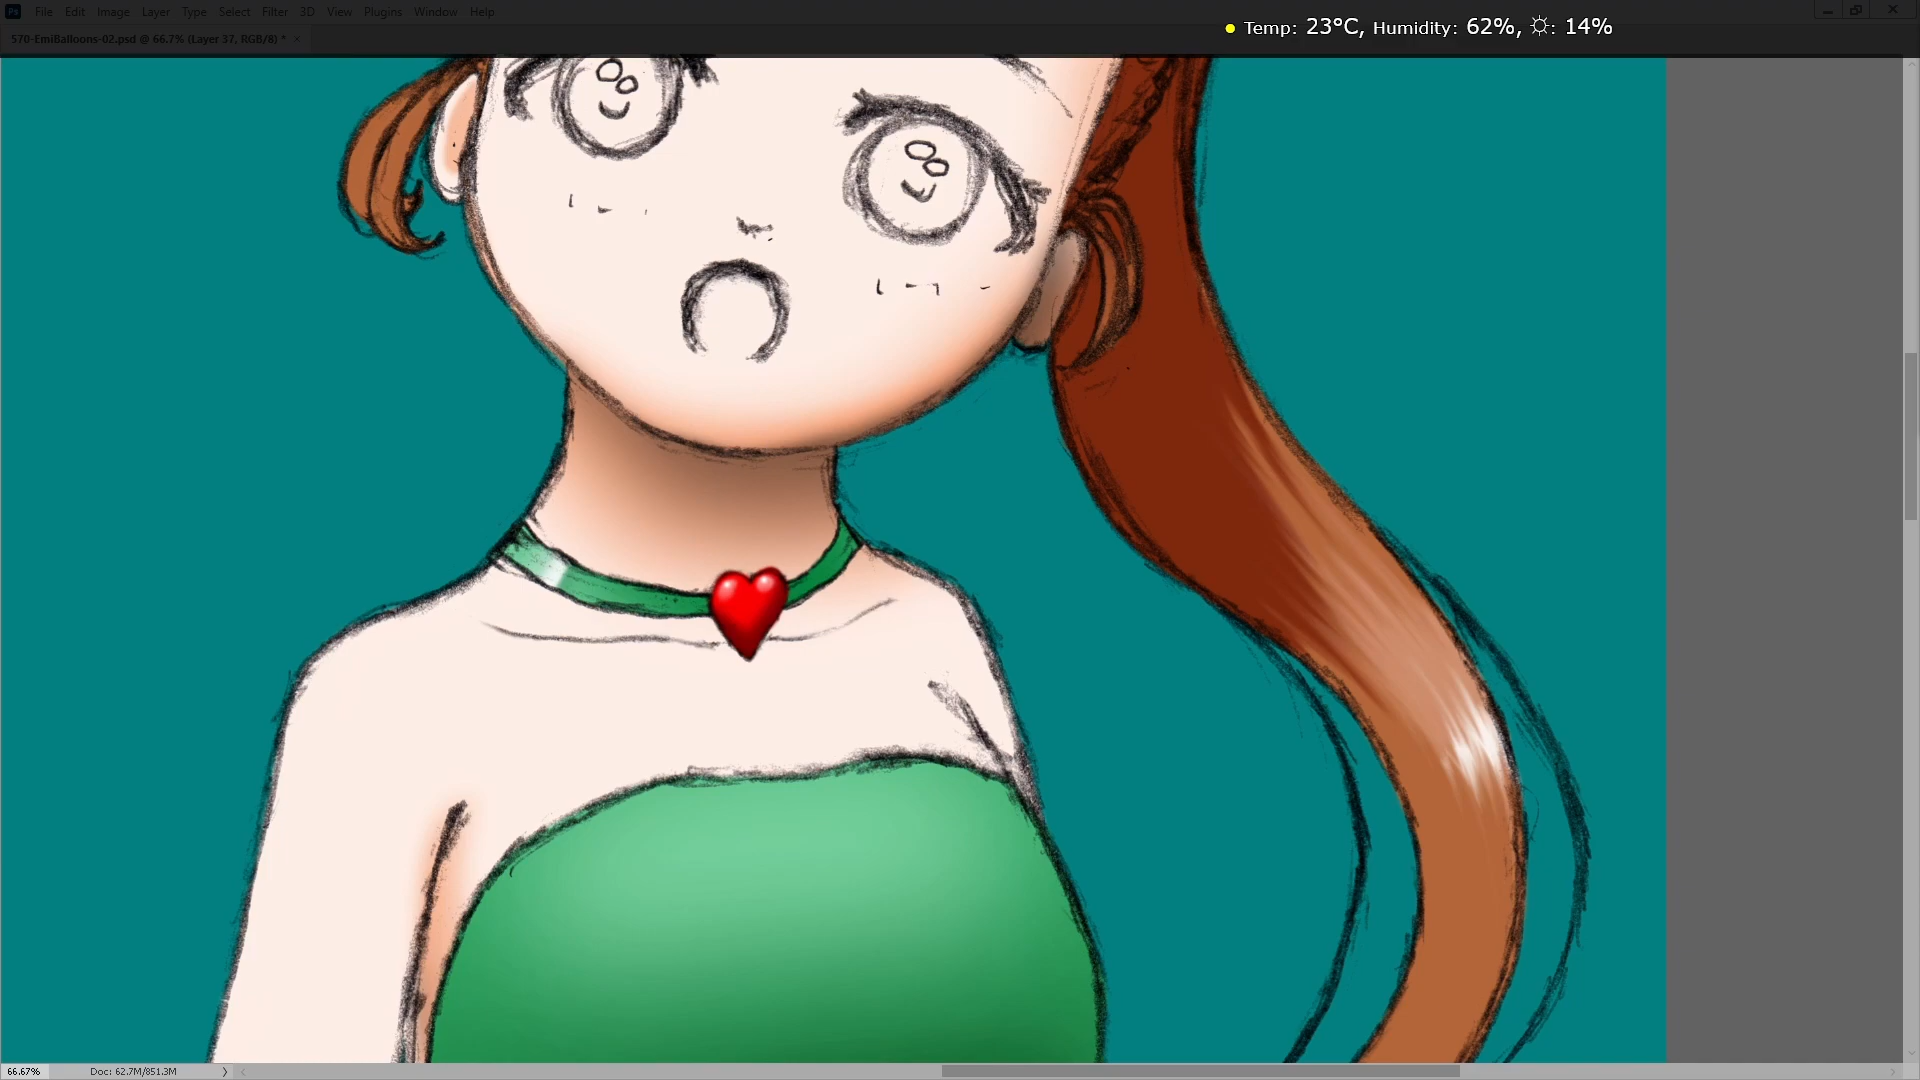 Ps File Edit Image Layer Type Select Filter 3D View Plugins Window Help
Temp: 23°C, Humidity: 62%, : 14%
570-EmiBalloons-02.psd @ 66.7% (Layer 37, RGB/8) * ×
66.67% Doc: 62.7M/851.3M